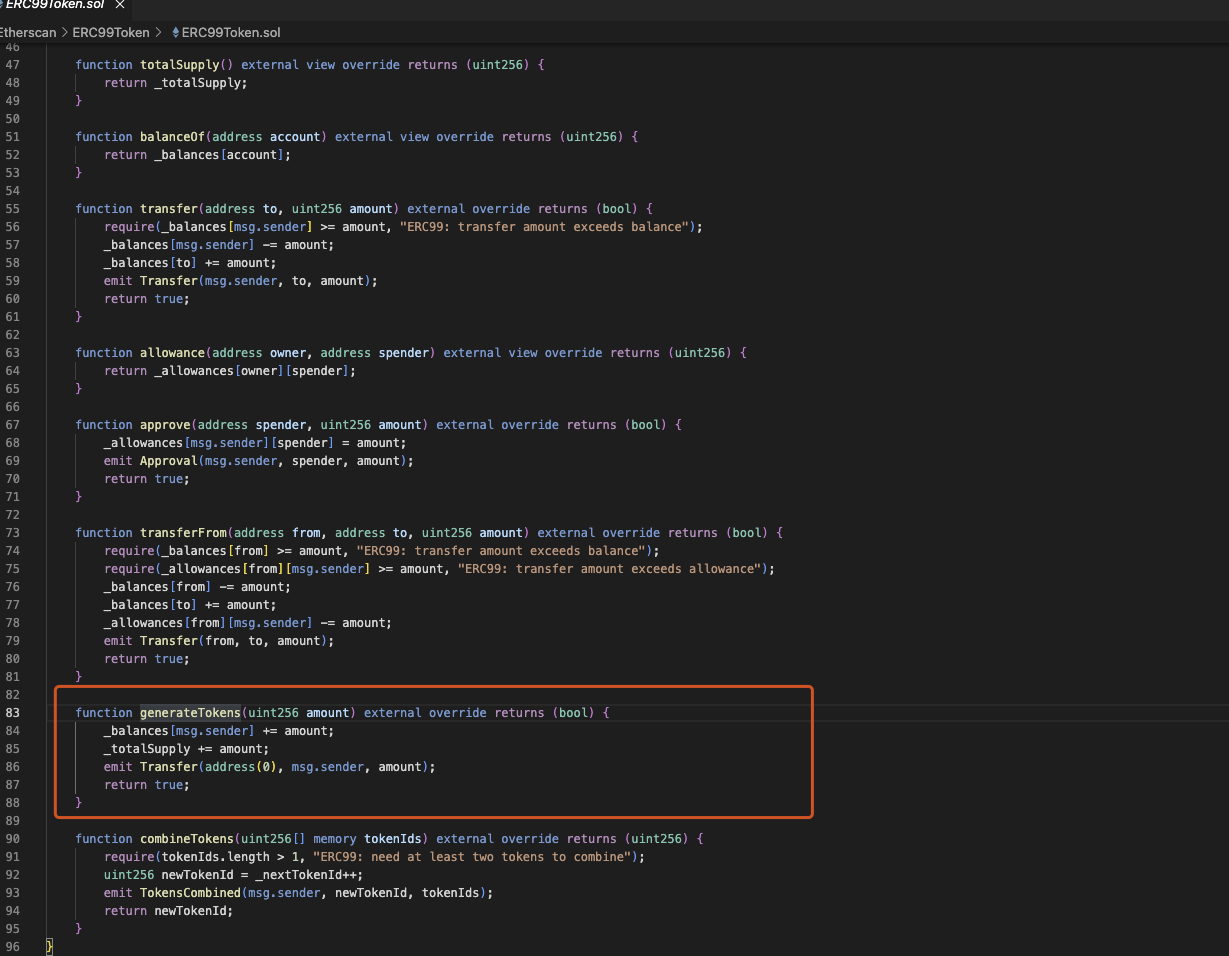 ERC99Token.sol ×
Etherscan > ERC99Token > ERC99Token.sol
46
47 function totalSupply() external view override returns (uint256) {
48 return _totalSupply;
49 }
50
51 function balanceOf(address account) external view override returns (uint256) {
52 return _balances[account];
53 }
54
55 function transfer(address to, uint256 amount) external override returns (bool) {
56 require(_balances[msg.sender] >= amount, "ERC99: transfer amount exceeds balance");
57 _balances[msg.sender] -= amount;
58 _balances[to] += amount;
59 emit Transfer(msg.sender, to, amount);
60 return true;
61 }
62
63 function allowance(address owner, address spender) external view override returns (uint256) {
64 return _allowances[owner][spender];
65 }
66
67 function approve(address spender, uint256 amount) external override returns (bool) {
68 _allowances[msg.sender][spender] = amount;
69 emit Approval(msg.sender, spender, amount);
70 return true;
71 }
72
73 function transferFrom(address from, address to, uint256 amount) external override returns (bool) {
74 require(_balances[from] >= amount, "ERC99: transfer amount exceeds balance");
75 require(_allowances[from][msg.sender] >= amount, "ERC99: transfer amount exceeds allowance");
76 _balances[from] -= amount;
77 _balances[to] += amount;
78 _allowances[from][msg.sender] -= amount;
79 emit Transfer(from, to, amount);
80 return true;
81 }
82
83 function generateTokens(uint256 amount) external override returns (bool) {
84 _balances[msg.sender] += amount;
85 _totalSupply += amount;
86 emit Transfer(address(0), msg.sender, amount);
87 return true;
88 }
89
90 function combineTokens(uint256[] memory tokenIds) external override returns (uint256) {
91 require(tokenIds.length > 1, "ERC99: need at least two tokens to combine");
92 uint256 newTokenId = _nextTokenId++;
93 emit TokensCombined(msg.sender, newTokenId, tokenIds);
94 return newTokenId;
95 }
96 }